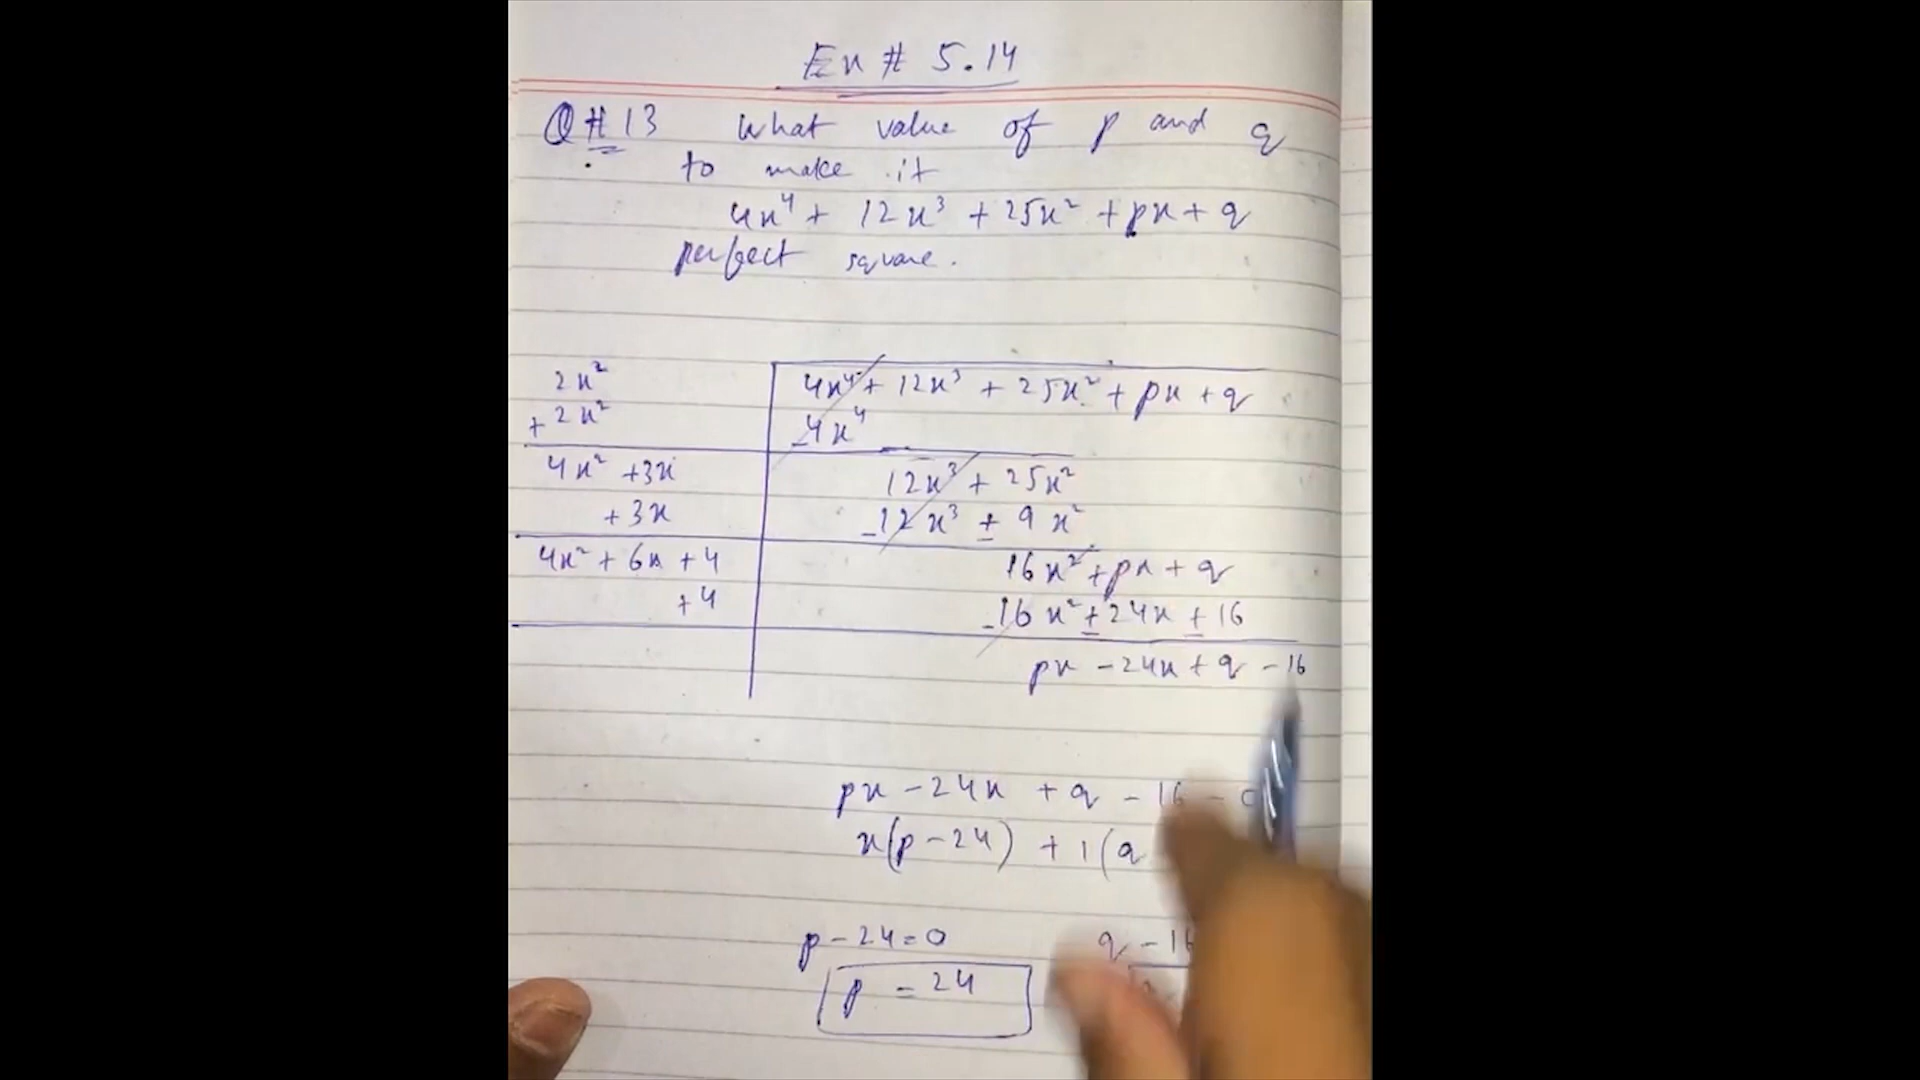 Ex # 5.14
Q # 13 What value of p and q
to make it
4x⁴ + 12x³ + 25x² + px + q
perfect square.
2x²
+ 2x²
4x² + 3x
+ 3x
4x² + 6x + 4
+ 4
4x⁴ + 12x³ + 25x² + px + q
-4x⁴
12x³ + 25x²
-12x³ ± 9x²
16x² + px + q
-16x² ± 24x ± 16
px - 24x + q - 16
px - 24x + q - 16
x(p - 24) + 1(q
p - 24 = 0
q - 16
p = 24